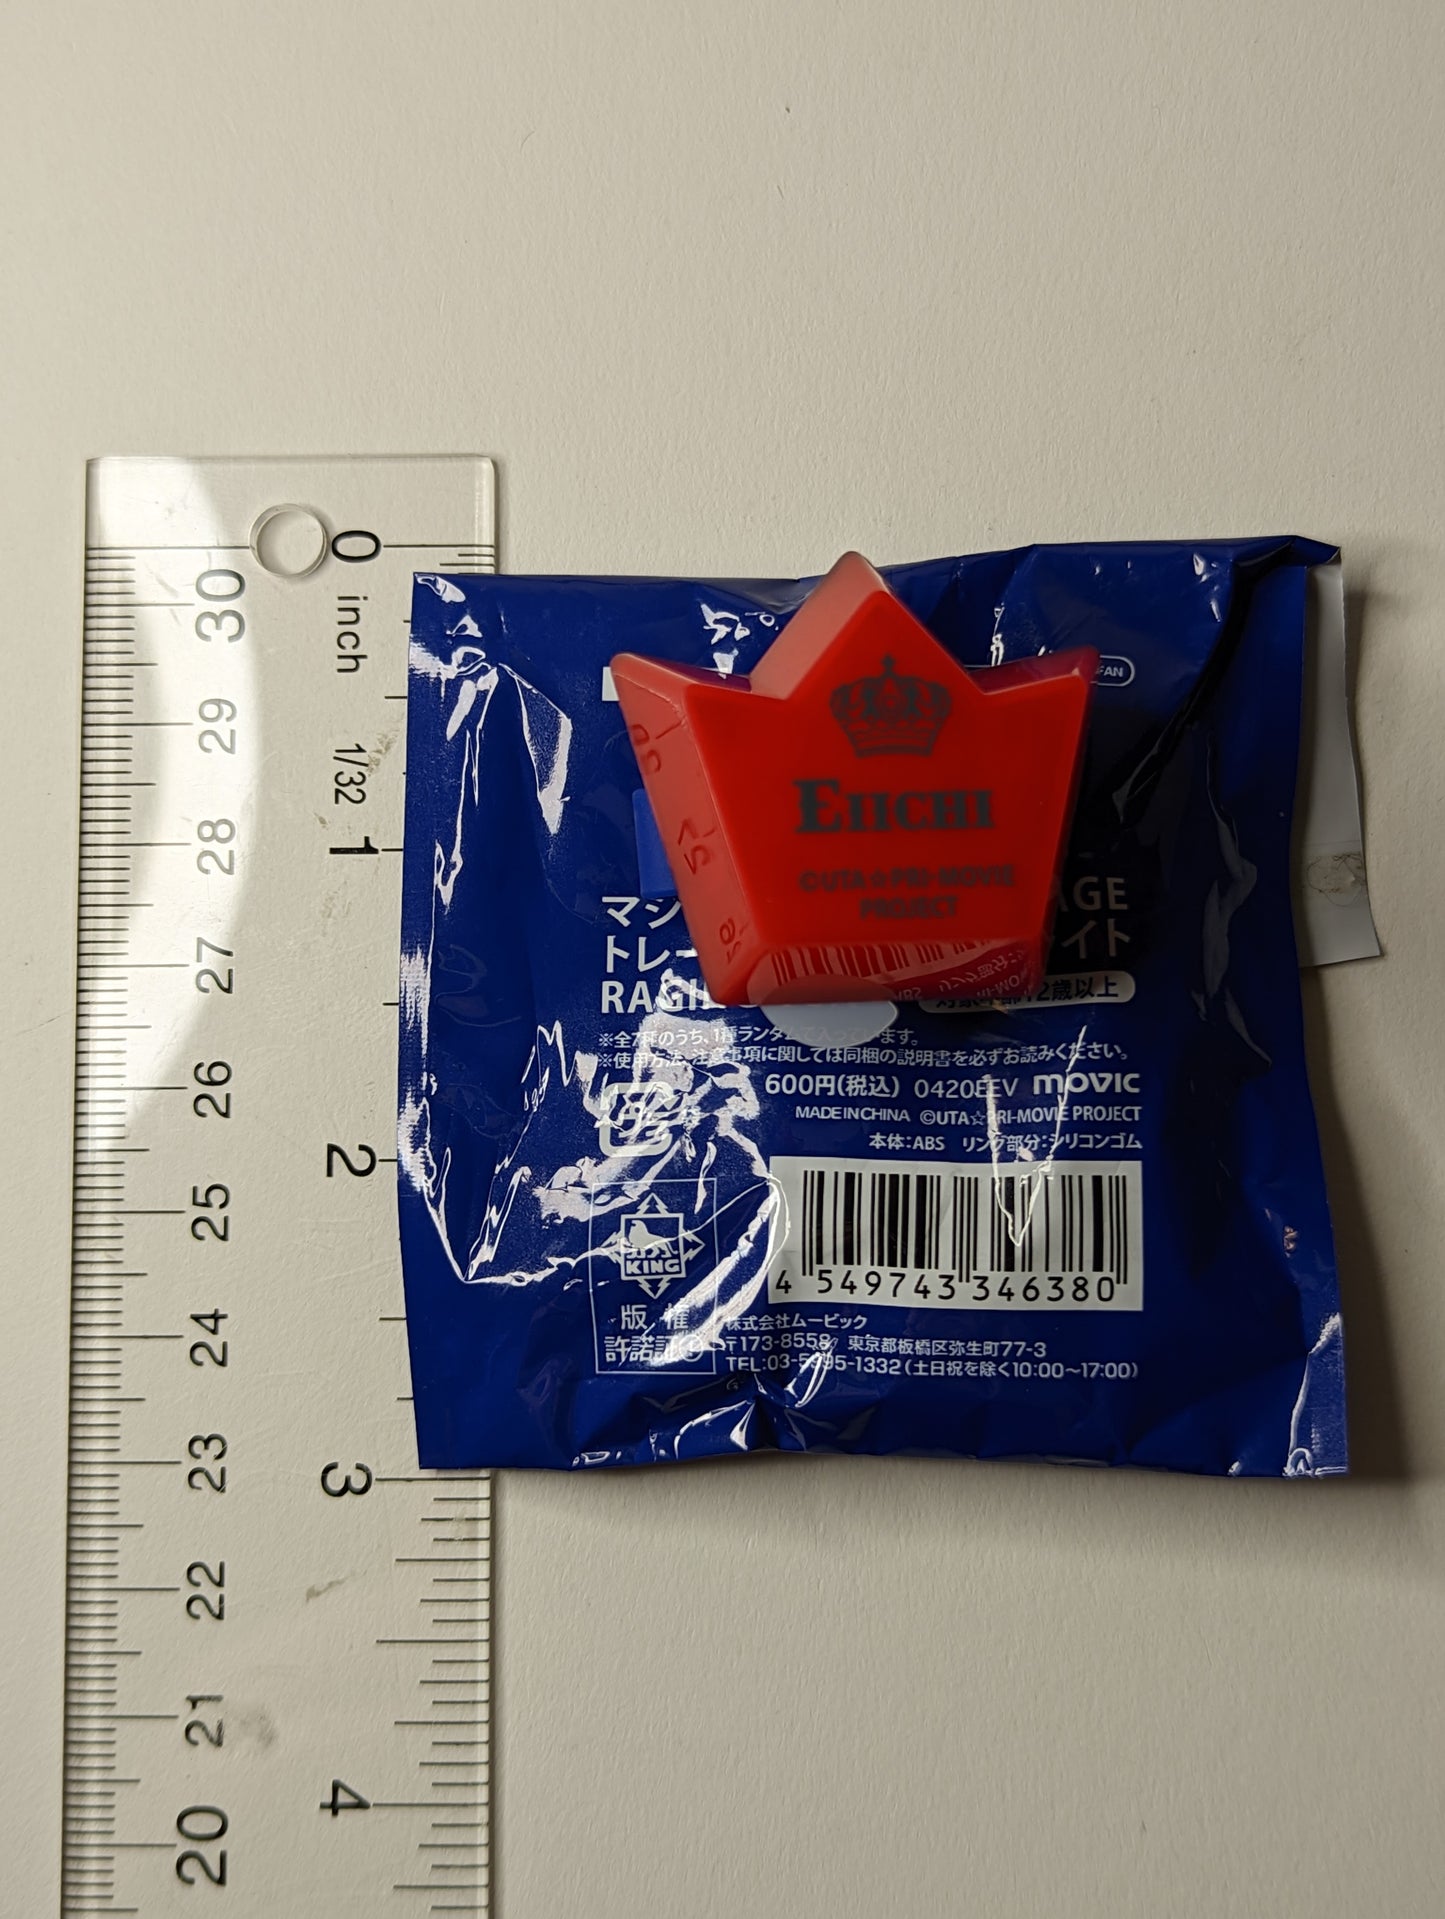 0
inch
1/32
1
2
3
4
30
29
28
27
26
25
24
23
22
21
20
EIICHI
©UTA☆PRI-MOVIE
PROJECT
マジ
AGE
トレー
イト
RAGING
対象年齢12歳以上
※全7種のうち、1種ランダムで入っています。
※使用方法、注意事項に関しては同梱の説明書を必ずお読みください。
600円(税込) 0420EEV movic
MADE IN CHINA ©UTA☆PRI-MOVIE PROJECT
本体:ABS リング部分:シリコンゴム
KING
版権
許諾証
4 549743 346380
株式会社ムービック
〒173-8558 東京都板橋区弥生町77-3
TEL:03-5995-1332(土日祝を除く10:00～17:00)